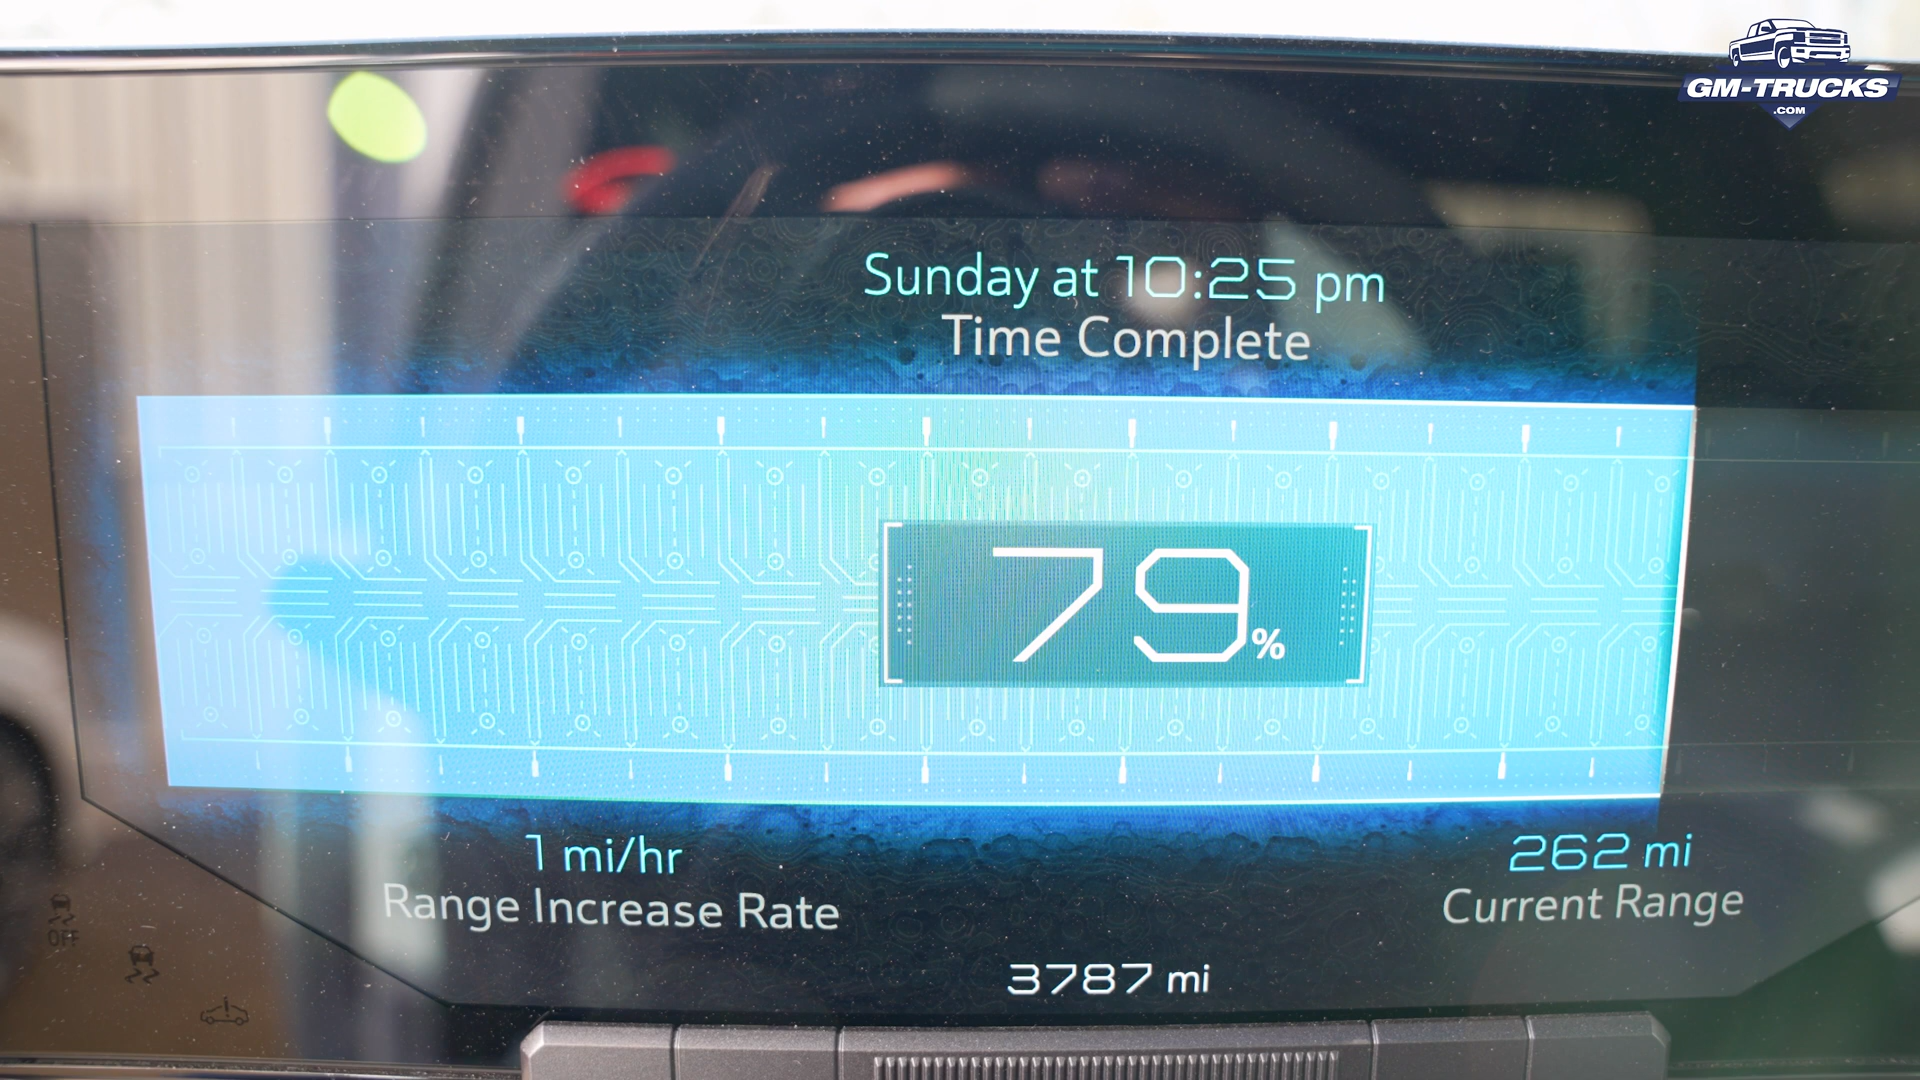 GM-TRUCKS
.COM
Sunday at 10:25 pm
Time Complete
79%
1 mi/hr
Range Increase Rate
262 mi
Current Range
OFF
3787 mi